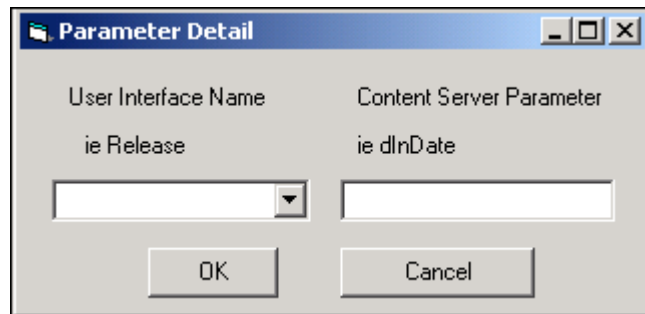 Parameter Detail
User Interface Name
Content Server Parameter
ie Release
ie dInDate
OK
Cancel